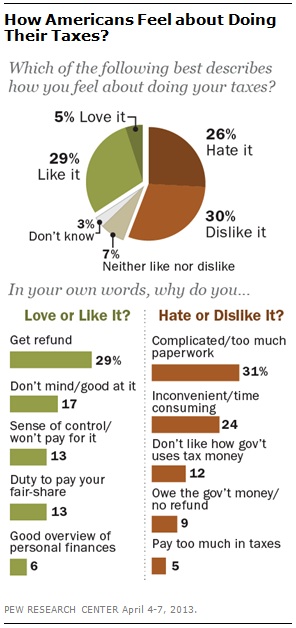 How Americans Feel about Doing
Their Taxes?
Which of the following best describes
how you feel about doing your taxes?
5% Love it
26%
Hate it
29%
Like it
30%
Dislike it
3%
Don't know
7%
Neither like nor dislike
In your own words, why do you...
Love or Like It?
Get refund
29%
Don't mind/good at it
17
Sense of control/
won't pay for it
13
Duty to pay your
fair-share
13
Good overview of
personal finances
6
Hate or Dislike It?
Complicated/too much
paperwork
31%
Inconvenient/time
consuming
24
Don't like how gov't
uses tax money
12
Owe the gov't money/
no refund
9
Pay too much in taxes
5
PEW RESEARCH CENTER April 4-7, 2013.